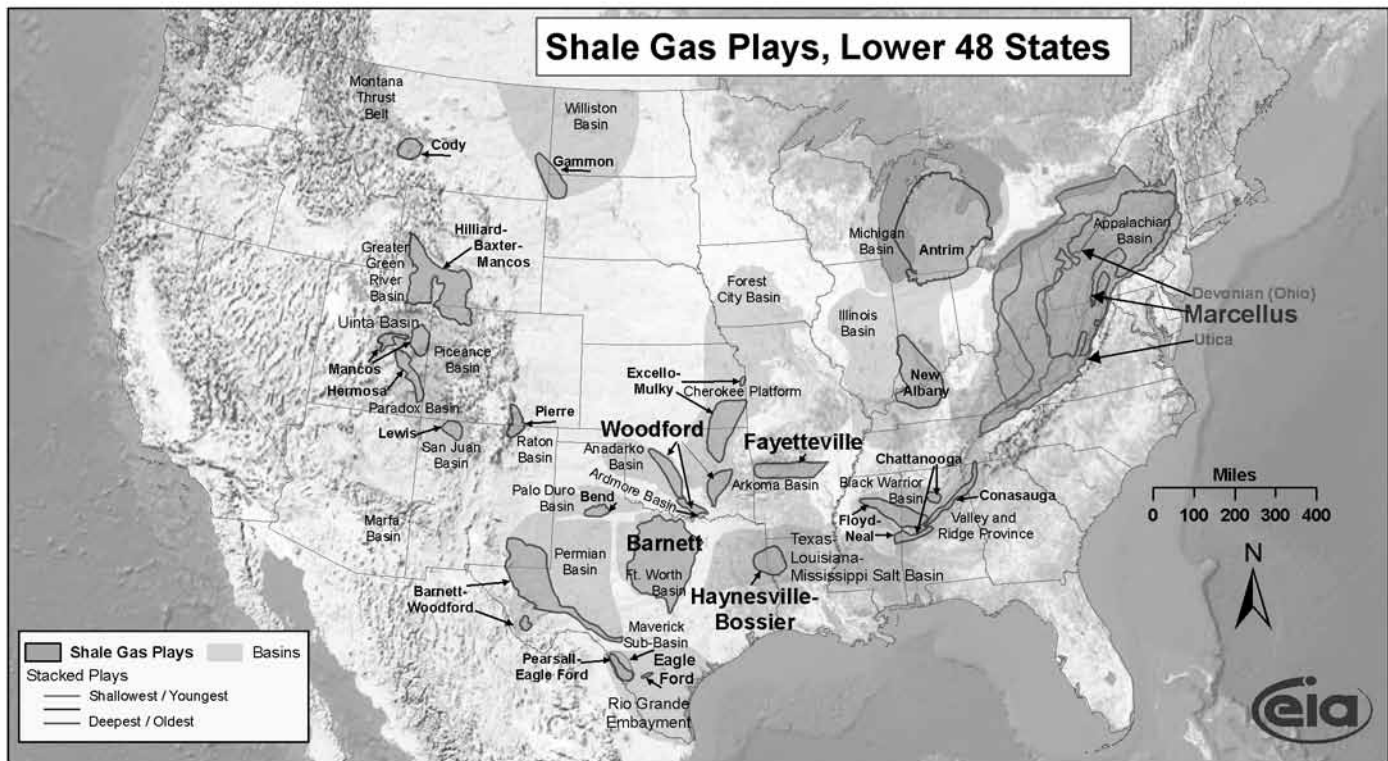 Shale Gas Plays, Lower 48 States
Montana
Thrust
Belt
Cody
Williston
Basin
Gammon
Hilliard-
Baxter-
Mancos
Greater
Green
River
Basin
Uinta Basin
Mancos
Piceance
Basin
Hermosa
Paradox Basin
Lewis
San Juan
Basin
Pierre
Raton
Basin
Michigan
Basin
Antrim
Appalachian
Basin
Devonian (Ohio)
Marcellus
Utica
Forest
City Basin
Illinois
Basin
New
Albany
Excello-
Mulky
Cherokee Platform
Woodford
Anadarko
Basin
Ardmore Basin
Fayetteville
Arkoma Basin
Chattanooga
Black Warrior
Basin
Conasauga
Floyd-
Neal
Valley and
Ridge Province
Palo Duro
Basin
Bend
Marfa
Basin
Permian
Basin
Barnett
Ft. Worth
Basin
Texas-
Louisiana-
Mississippi Salt Basin
Haynesville-
Bossier
Barnett-
Woodford
Maverick
Sub-Basin
Pearsall-
Eagle Ford
Eagle
Ford
Rio Grande
Embayment
Miles
0 100 200 300 400
N
Shale Gas Plays
Basins
Stacked Plays
Shallowest / Youngest
Deepest / Oldest
eia